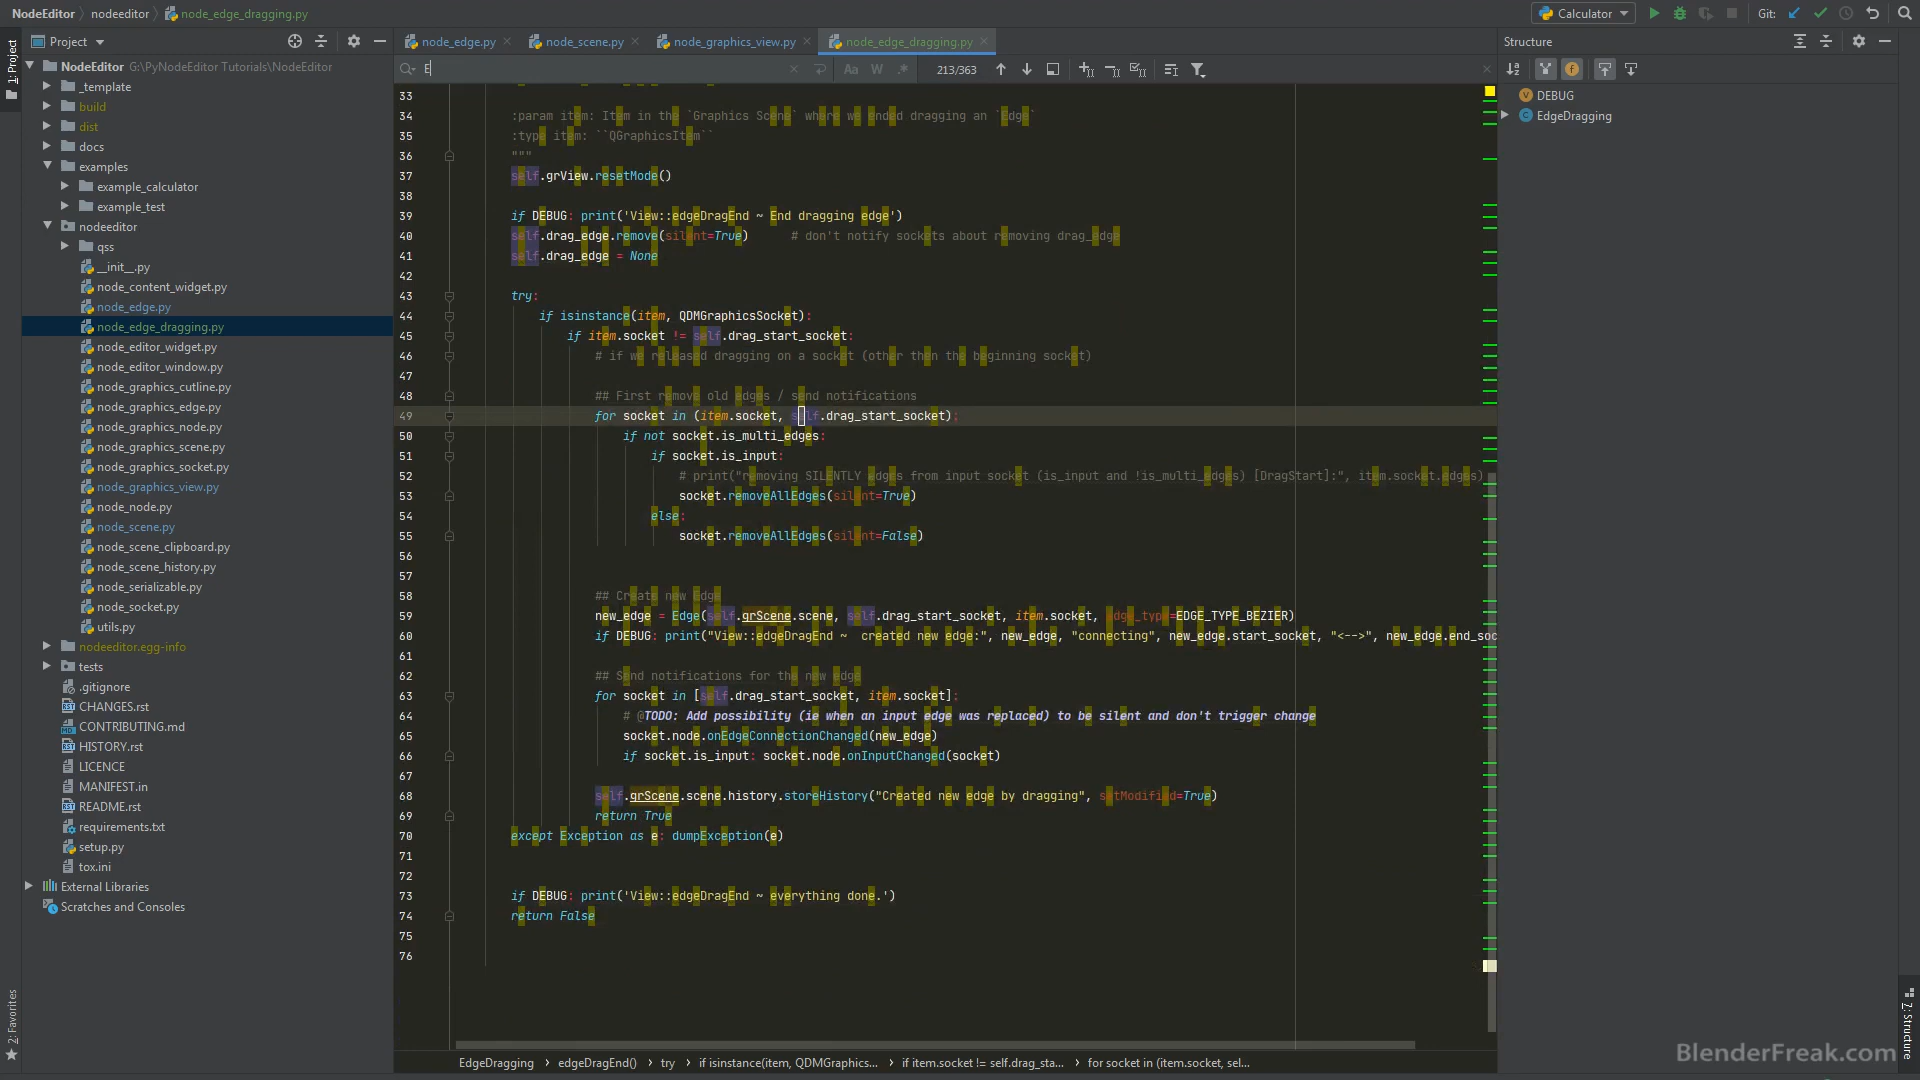 NodeEditor nodeeditor node_edge_dragging.py Calculator Git:
1: Project
Project
node_edge.py node_scene.py node_graphics_view.py node_edge_dragging.py
Structure
E Aa W .* 213/363
NodeEditor G:\PyNodeEditor Tutorials\NodeEditor
_template
build
dist
docs
examples
example_calculator
example_test
nodeeditor
qss
__init__.py
node_content_widget.py
node_edge.py
node_edge_dragging.py
node_editor_widget.py
node_editor_window.py
node_graphics_cutline.py
node_graphics_edge.py
node_graphics_node.py
node_graphics_scene.py
node_graphics_socket.py
node_graphics_view.py
node_node.py
node_scene.py
node_scene_clipboard.py
node_scene_history.py
node_serializable.py
node_socket.py
utils.py
nodeeditor.egg-info
tests
.gitignore
CHANGES.rst
CONTRIBUTING.md
HISTORY.rst
LICENCE
MANIFEST.in
README.rst
requirements.txt
setup.py
tox.ini
External Libraries
Scratches and Consoles
2: Favorites
33
34 :param item: Item in the `Graphics Scene` where we ended dragging an `Edge`
35 :type item: ``QGraphicsItem``
36 """
37 self.grView.resetMode()
38
39 if DEBUG: print('View::edgeDragEnd ~ End dragging edge')
40 self.drag_edge.remove(silent=True) # don't notify sockets about removing drag_edge
41 self.drag_edge = None
42
43 try:
44 if isinstance(item, QDMGraphicsSocket):
45 if item.socket != self.drag_start_socket:
46 # if we released dragging on a socket (other then the beginning socket)
47
48 ## First remove old edges / send notifications
49 for socket in (item.socket, self.drag_start_socket):
50 if not socket.is_multi_edges:
51 if socket.is_input:
52 # print("removing SILENTLY edges from input socket (is_input and !is_multi_edges) [DragStart]:", item.socket.edges)
53 socket.removeAllEdges(silent=True)
54 else:
55 socket.removeAllEdges(silent=False)
56
57
58 ## Create new Edge
59 new_edge = Edge(self.grScene.scene, self.drag_start_socket, item.socket, edge_type=EDGE_TYPE_BEZIER)
60 if DEBUG: print("View::edgeDragEnd ~  created new edge:", new_edge, "connecting", new_edge.start_socket, "<-->", new_edge.end_soc
61
62 ## Send notifications for the new edge
63 for socket in [self.drag_start_socket, item.socket]:
64 # @TODO: Add possibility (ie when an input edge was replaced) to be silent and don't trigger change
65 socket.node.onEdgeConnectionChanged(new_edge)
66 if socket.is_input: socket.node.onInputChanged(socket)
67
68 self.grScene.scene.history.storeHistory("Created new edge by dragging", setModified=True)
69 return True
70 except Exception as e: dumpException(e)
71
72
73 if DEBUG: print('View::edgeDragEnd ~ everything done.')
74 return False
75
76
DEBUG
EdgeDragging
7: Structure
EdgeDragging edgeDragEnd() try if isinstance(item, QDMGraphics... if item.socket != self.drag_sta... for socket in (item.socket, sel...
BlenderFreak.com